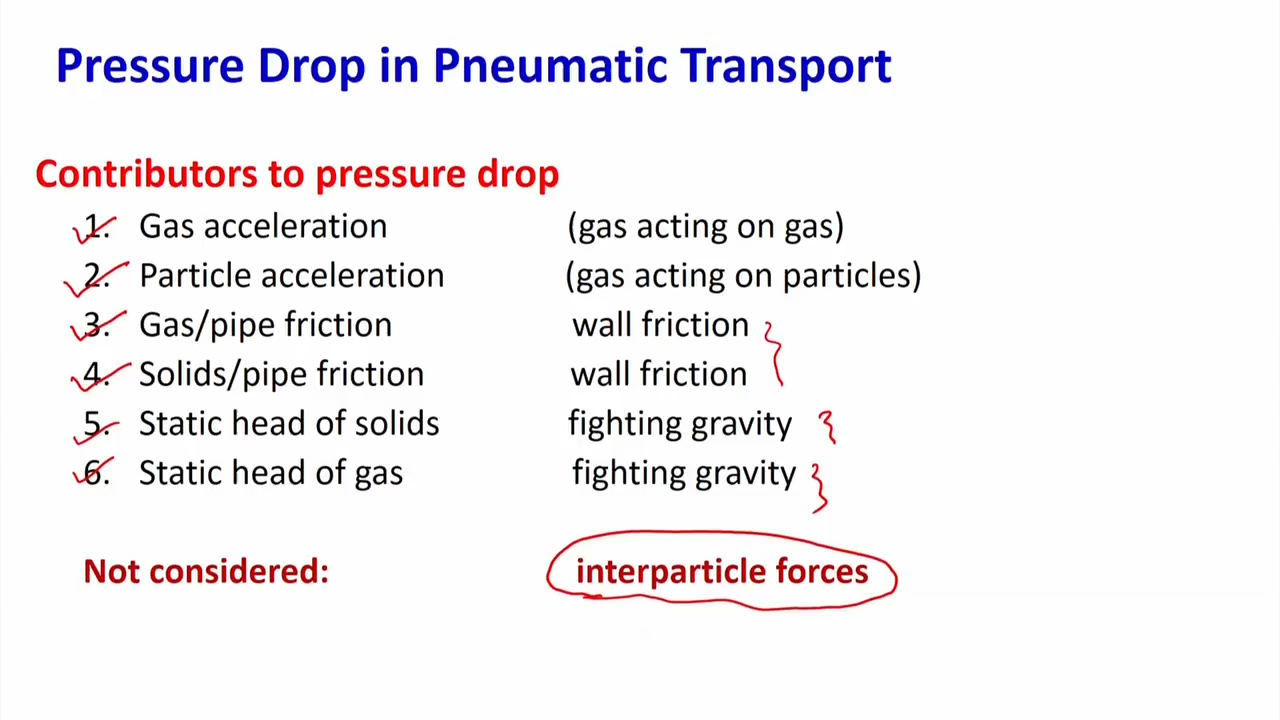 Pressure Drop in Pneumatic Transport
Contributors to pressure drop
1. Gas acceleration (gas acting on gas)
2. Particle acceleration (gas acting on particles)
3. Gas/pipe friction wall friction
4. Solids/pipe friction wall friction
5. Static head of solids fighting gravity
6. Static head of gas fighting gravity
Not considered: interparticle forces